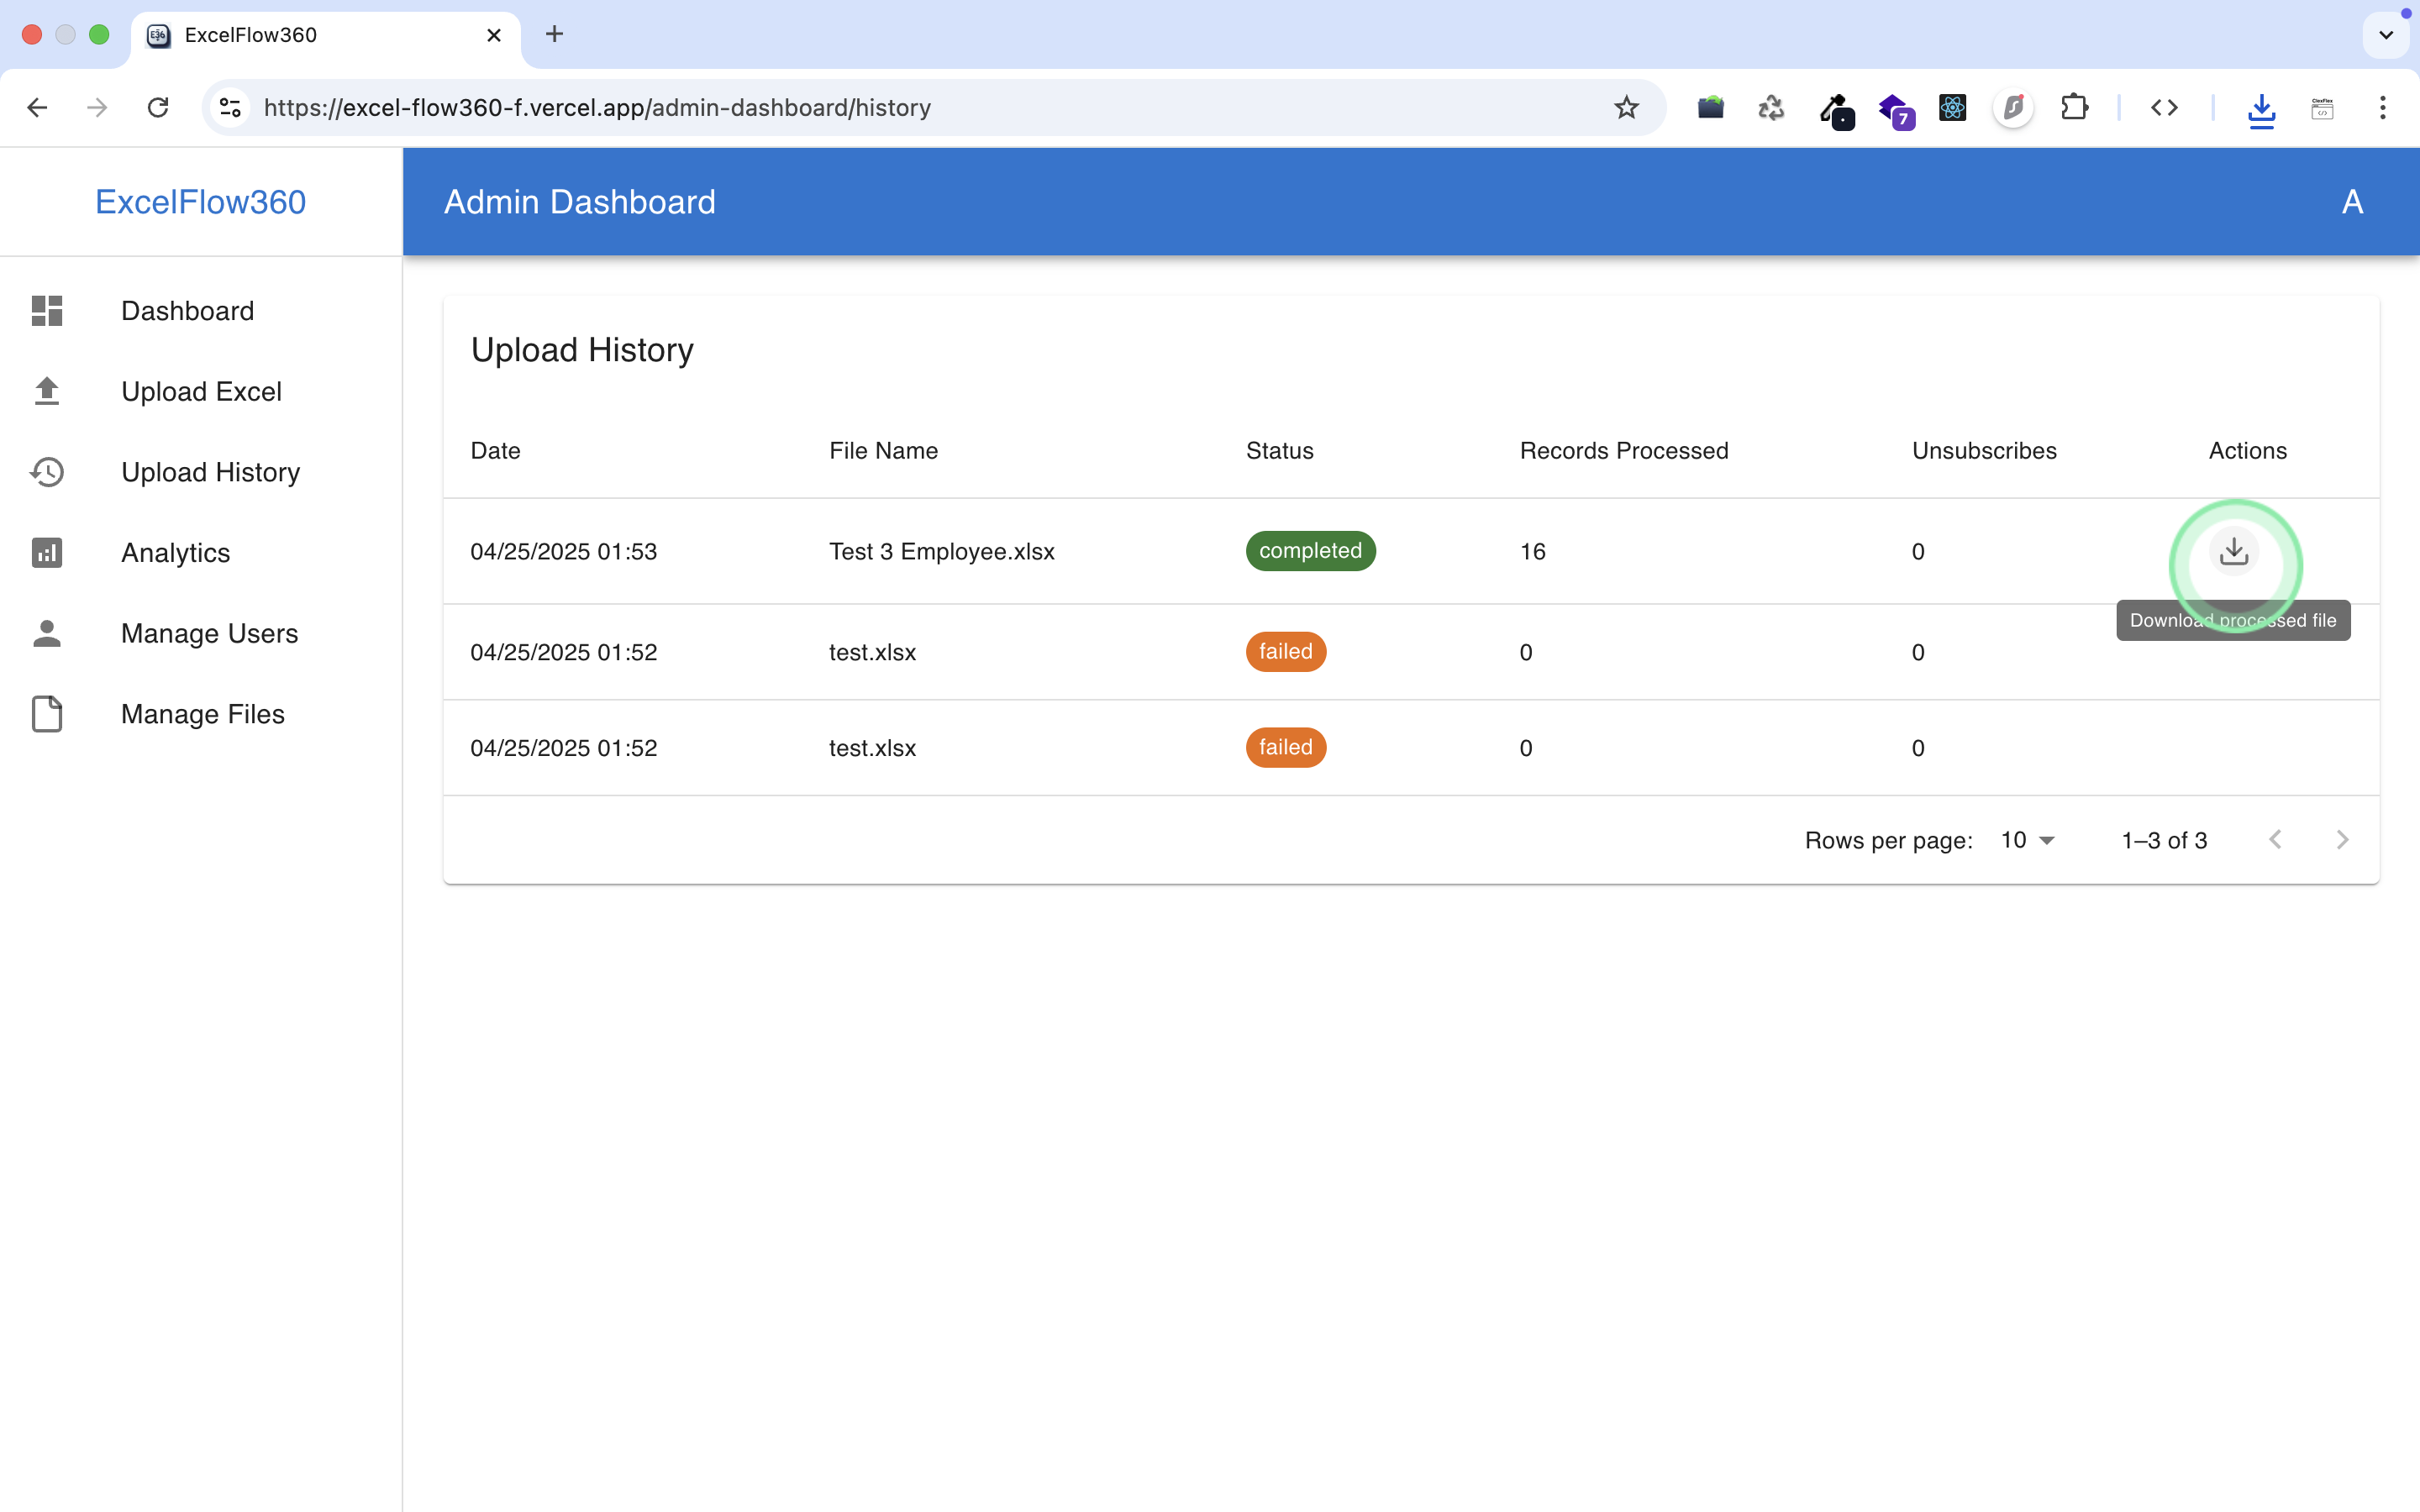 ExcelFlow360
https://excel-flow360-f.vercel.app/admin-dashboard/history
7
ExcelFlow360
Admin Dashboard
A
Dashboard
Upload Excel
Upload History
Analytics
Manage Users
Manage Files
Upload History
Date File Name Status Records Processed Unsubscribes Actions
04/25/2025 01:53 Test 3 Employee.xlsx completed 16 0
Download processed file
04/25/2025 01:52 test.xlsx failed 0 0
04/25/2025 01:52 test.xlsx failed 0 0
Rows per page: 10 1–3 of 3